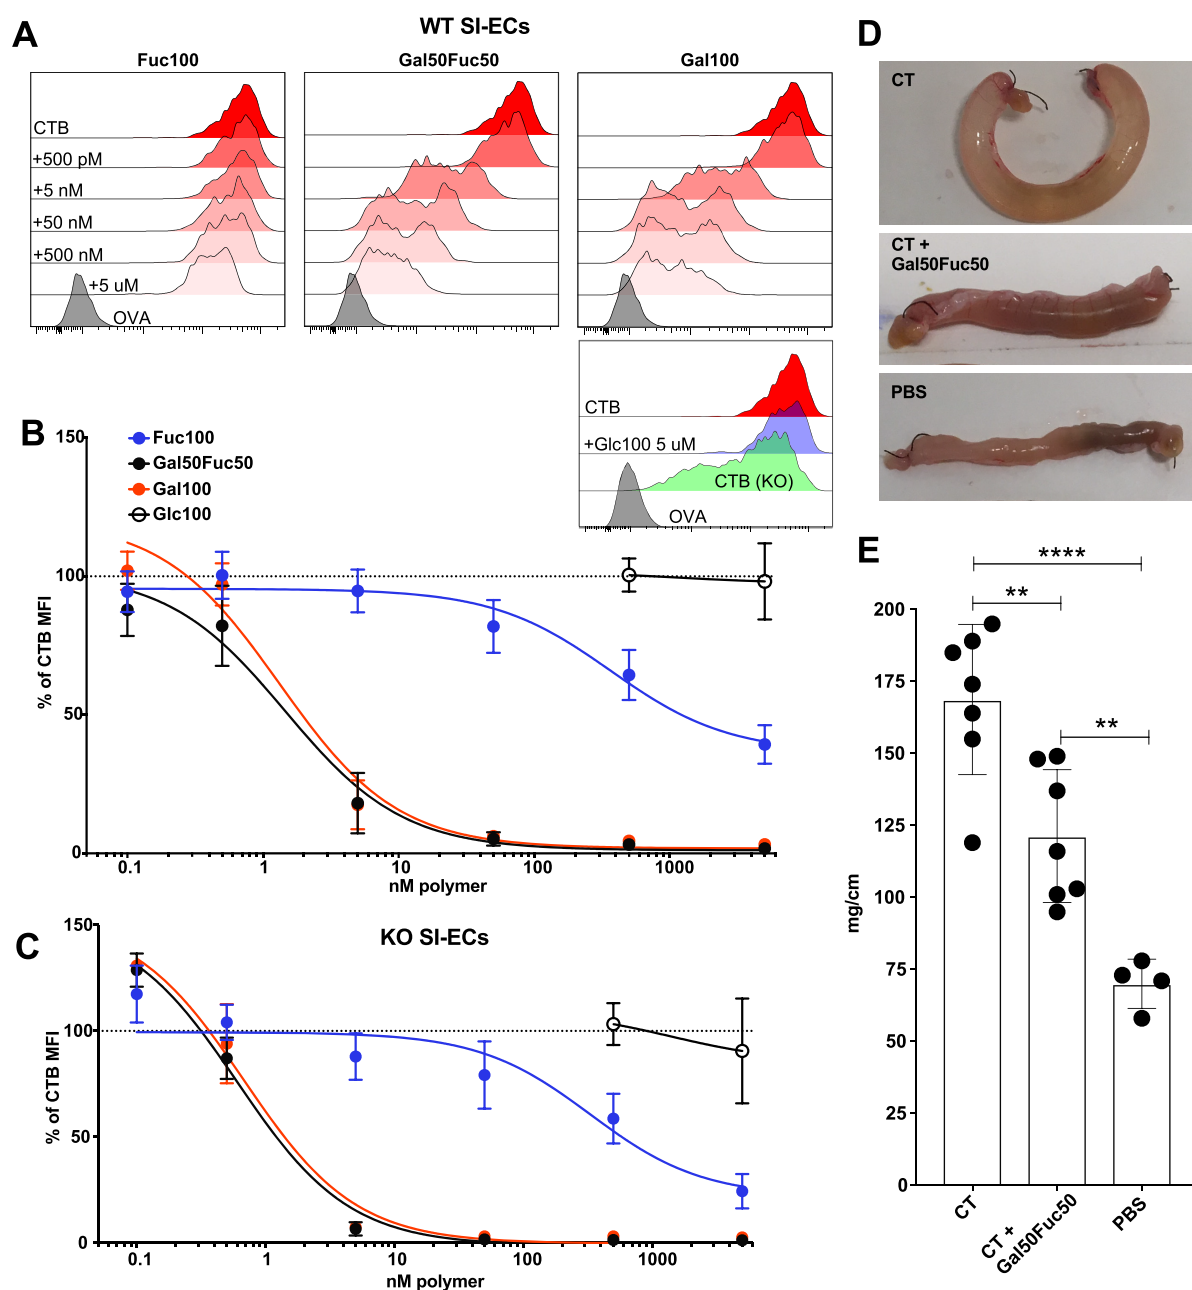 A
WT SI-ECs
Fuc100
Gal50Fuc50
Gal100
CTB
+500 pM
+5 nM
+50 nM
+500 nM
+5 uM
OVA
OVA
OVA
CTB
+Glc100 5 uM
CTB (KO)
OVA
B
Fuc100
Gal50Fuc50
Gal100
Glc100
% of CTB MFI
150
100
50
0
0.1
1
10
100
1000
nM polymer
C
KO SI-ECs
% of CTB MFI
150
100
50
0
0.1
1
10
100
1000
nM polymer
D
CT
CT +
Gal50Fuc50
PBS
E
****
**
**
mg/cm
200
175
150
125
100
75
50
25
0
CT
CT +
Gal50Fuc50
PBS